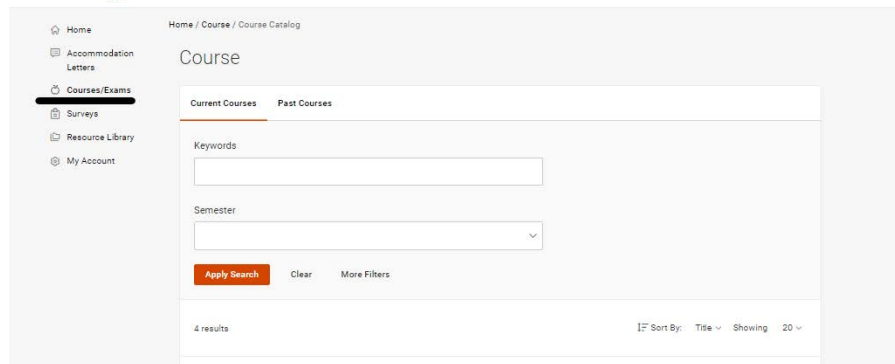 Home
Accommodation
Letters
Courses/Exams
Surveys
Resource Library
My Account
Home / Course / Course Catalog
Course
Current Courses Past Courses
Keywords
Semester
Apply Search Clear More Filters
4 results Sort By: Title Showing 20